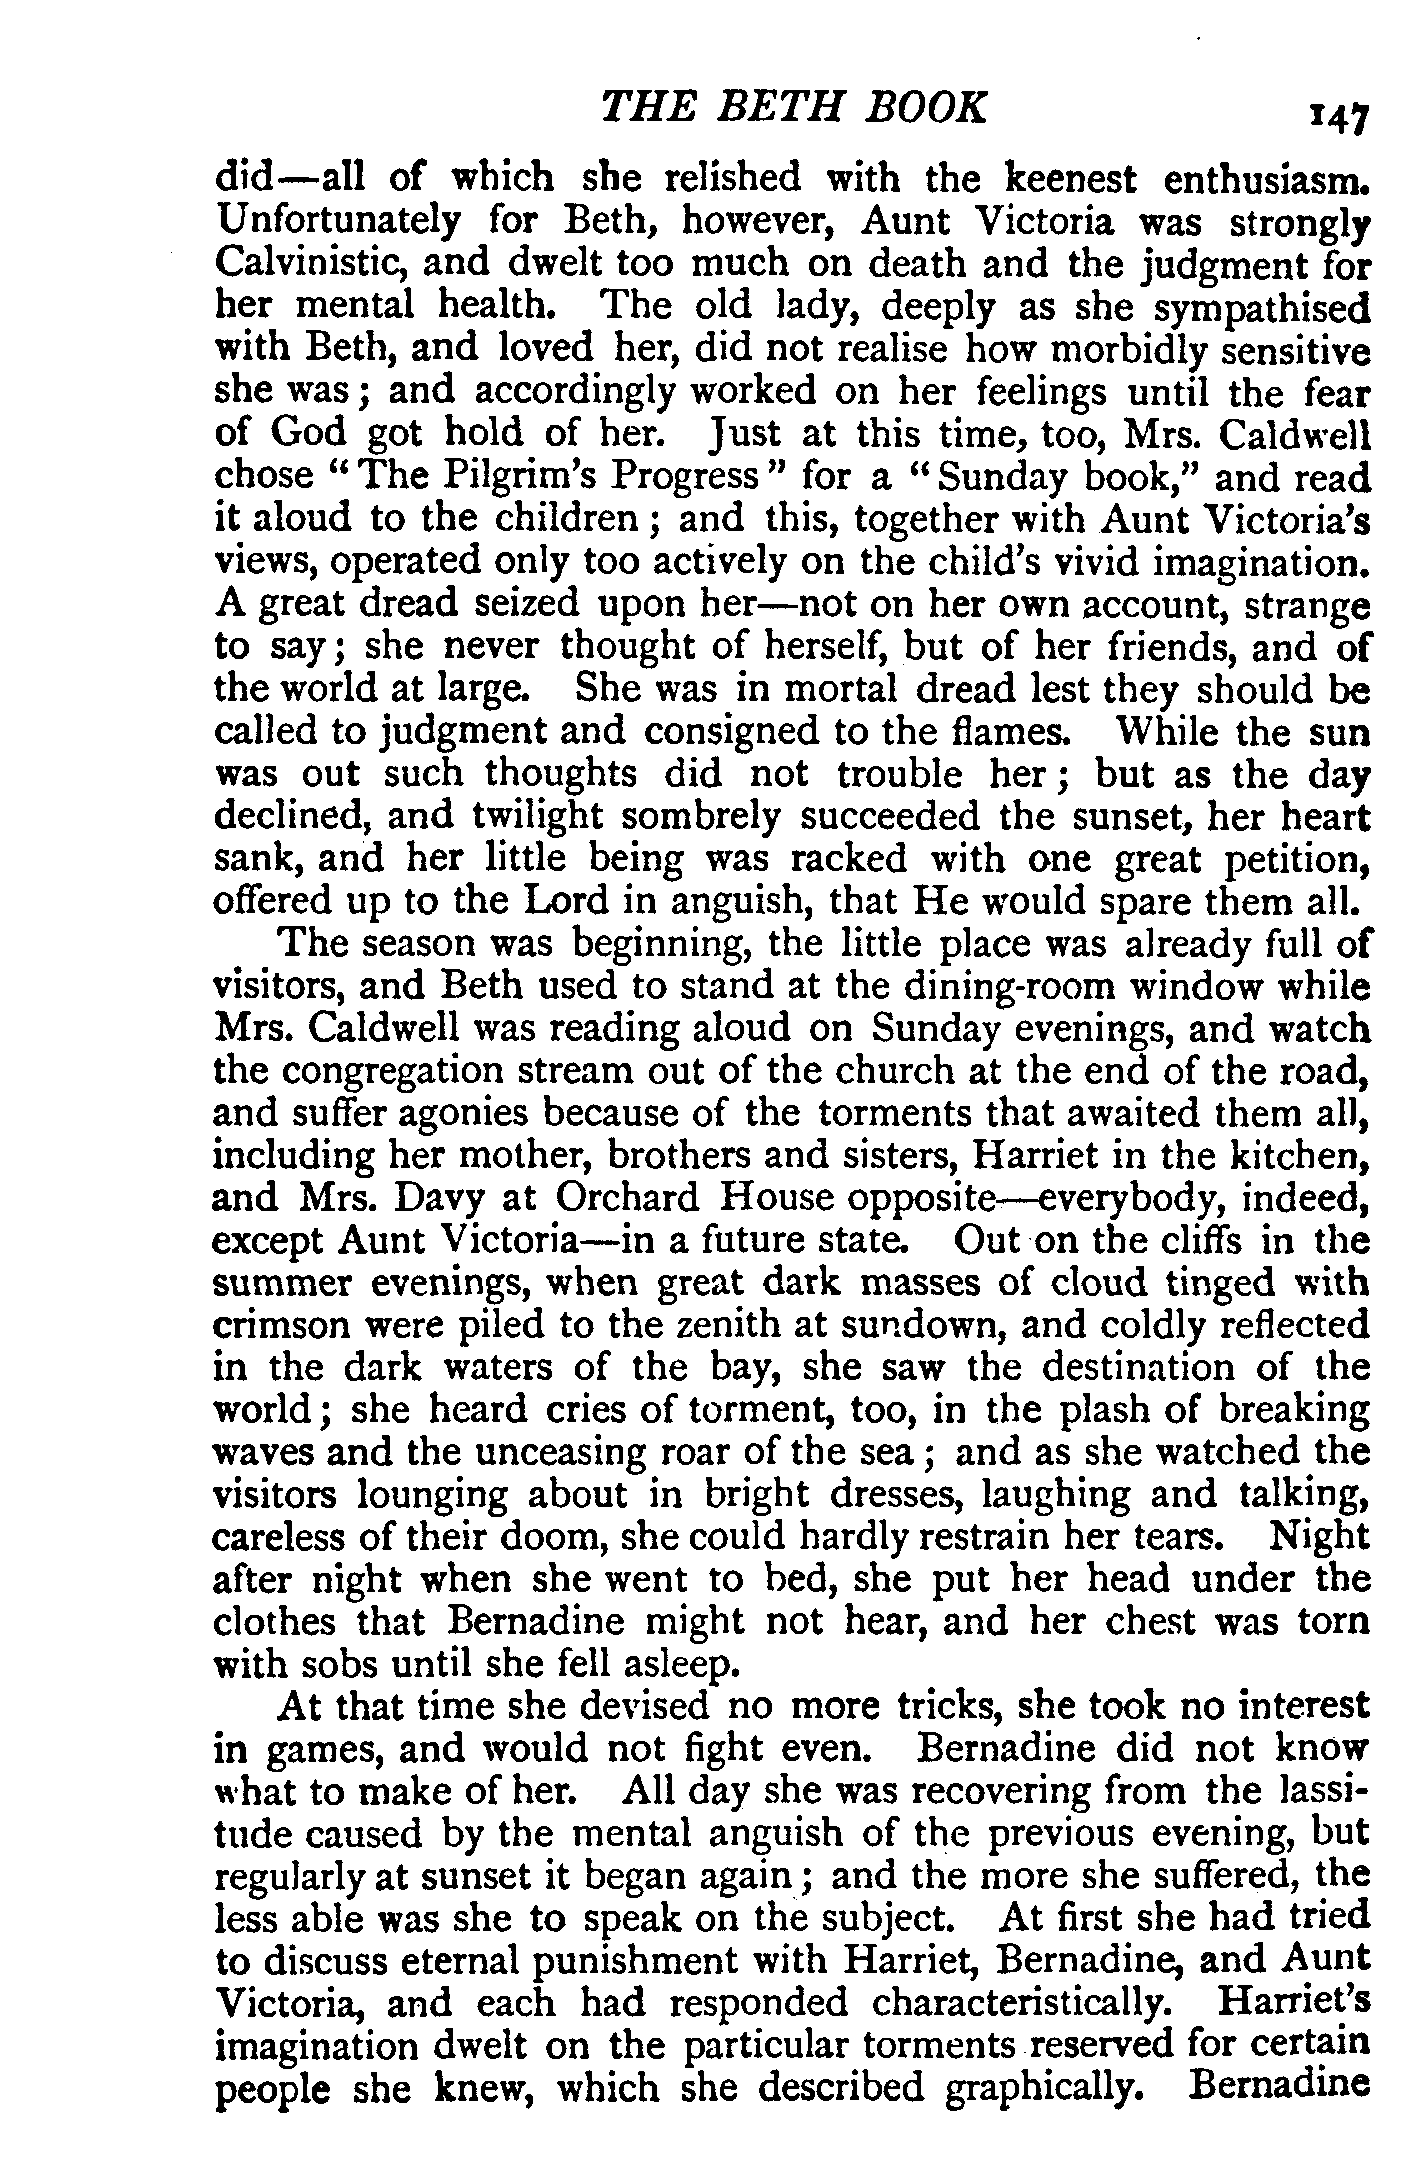 THE BETH BOOK 147
did—all of which she relished with the keenest enthusiasm.
Unfortunately for Beth, however, Aunt Victoria was strongly
Calvinistic, and dwelt too much on death and the judgment for
her mental health. The old lady, deeply as she sympathised
with Beth, and loved her, did not realise how morbidly sensitive
she was; and accordingly worked on her feelings until the fear
of God got hold of her. Just at this time, too, Mrs. Caldwell
chose “The Pilgrim’s Progress” for a “Sunday book,” and read
it aloud to the children; and this, together with Aunt Victoria’s
views, operated only too actively on the child’s vivid imagination.
A great dread seized upon her—not on her own account, strange
to say; she never thought of herself, but of her friends, and of
the world at large. She was in mortal dread lest they should be
called to judgment and consigned to the flames. While the sun
was out such thoughts did not trouble her; but as the day
declined, and twilight sombrely succeeded the sunset, her heart
sank, and her little being was racked with one great petition,
offered up to the Lord in anguish, that He would spare them all.
The season was beginning, the little place was already full of
visitors, and Beth used to stand at the dining-room window while
Mrs. Caldwell was reading aloud on Sunday evenings, and watch
the congregation stream out of the church at the end of the road,
and suffer agonies because of the torments that awaited them all,
including her mother, brothers and sisters, Harriet in the kitchen,
and Mrs. Davy at Orchard House opposite—everybody, indeed,
except Aunt Victoria—in a future state. Out on the cliffs in the
summer evenings, when great dark masses of cloud tinged with
crimson were piled to the zenith at sundown, and coldly reflected
in the dark waters of the bay, she saw the destination of the
world; she heard cries of torment, too, in the plash of breaking
waves and the unceasing roar of the sea; and as she watched the
visitors lounging about in bright dresses, laughing and talking,
careless of their doom, she could hardly restrain her tears. Night
after night when she went to bed, she put her head under the
clothes that Bernadine might not hear, and her chest was torn
with sobs until she fell asleep.
At that time she devised no more tricks, she took no interest
in games, and would not fight even. Bernadine did not know
what to make of her. All day she was recovering from the lassi-
tude caused by the mental anguish of the previous evening, but
regularly at sunset it began again; and the more she suffered, the
less able was she to speak on the subject. At first she had tried
to discuss eternal punishment with Harriet, Bernadine, and Aunt
Victoria, and each had responded characteristically. Harriet’s
imagination dwelt on the particular torments reserved for certain
people she knew, which she described graphically. Bernadine